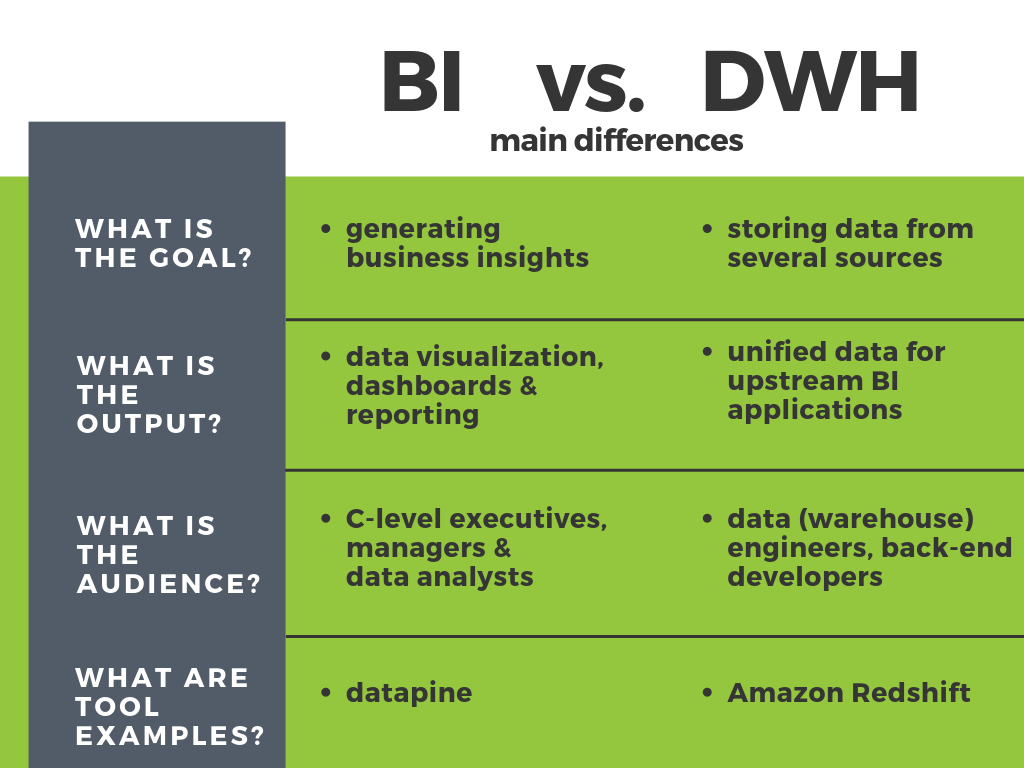 BI vs. DWH
main differences
WHAT IS
THE GOAL?
• generating
business insights
• storing data from
several sources
WHAT IS
THE
OUTPUT?
• data visualization,
dashboards &
reporting
• unified data for
upstream BI
applications
WHAT IS
THE
AUDIENCE?
• C-level executives,
managers &
data analysts
• data (warehouse)
engineers, back-end
developers
WHAT ARE
TOOL
EXAMPLES?
• datapine
• Amazon Redshift